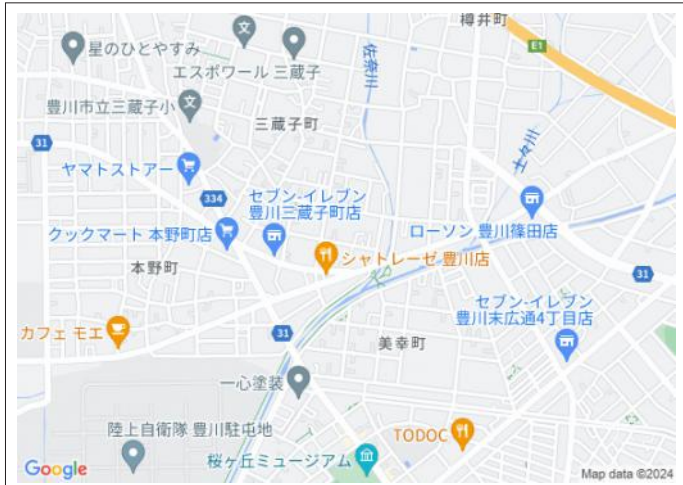 樽井町
星のひとやすみ
佐奈川
E1
エスポワール 三蔵子
豊川市立三蔵子小
三蔵子町
31
士々川
ヤマトストアー
334
セブン-イレブン
豊川三蔵子町店
クックマート 本野町店
ローソン 豊川篠田店
シャトレーゼ 豊川店
本野町
31
セブン-イレブン
豊川末広通4丁目店
カフェ モエ
31
美幸町
一心塗装
陸上自衛隊 豊川駐屯地
TODOC
桜ヶ丘ミュージアム
Google
Map data ©2024